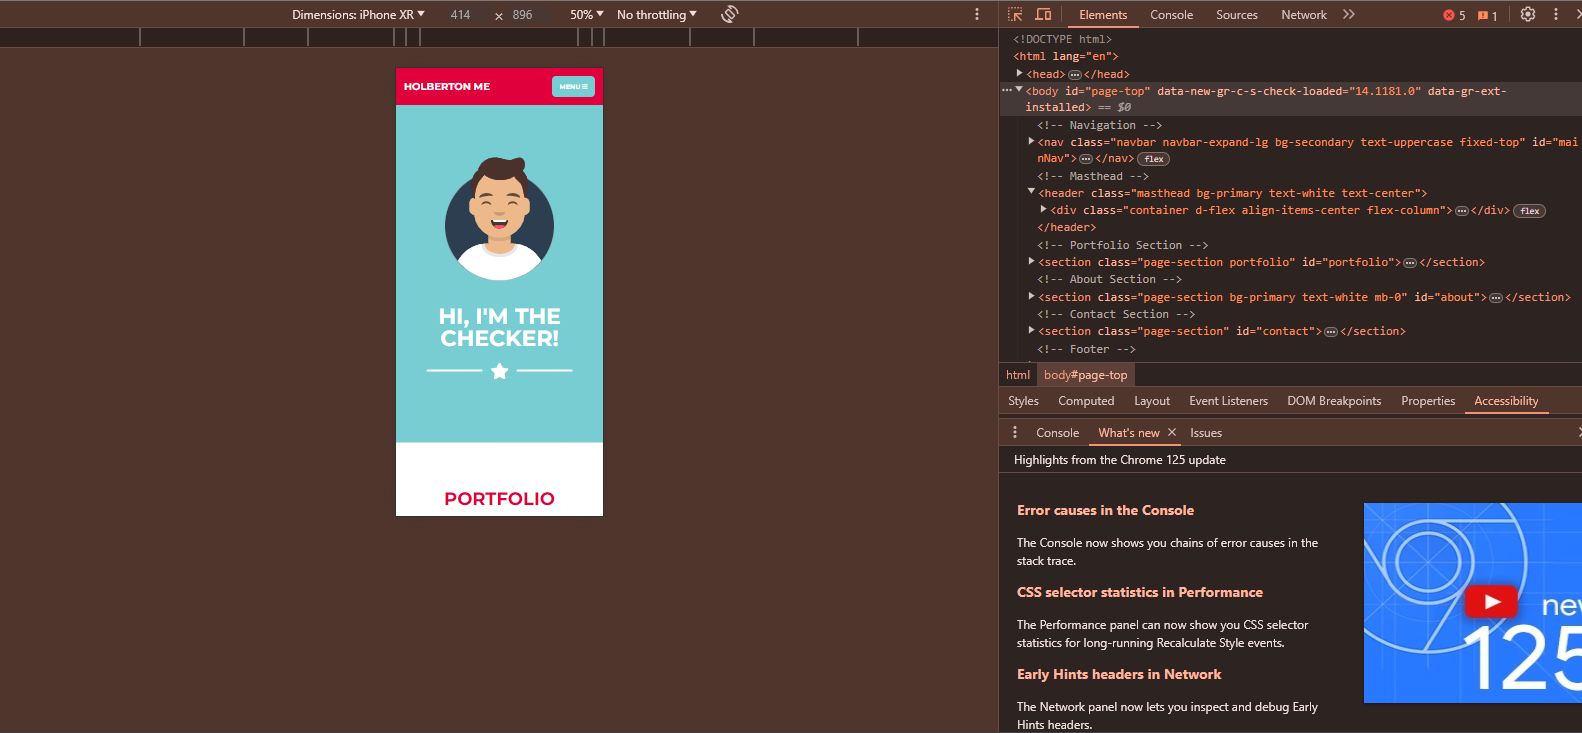 Dimensions: iPhone XR 414 × 896 50% No throttling
Elements Console Sources Network 5 1
HOLBERTON ME
MENU
HI, I'M THE
CHECKER!
PORTFOLIO
<!DOCTYPE html>
<html lang="en">
<head>…</head>
<body id="page-top" data-new-gr-c-s-check-loaded="14.1181.0" data-gr-ext-
installed> == $0
<!-- Navigation -->
<nav class="navbar navbar-expand-lg bg-secondary text-uppercase fixed-top" id="mai
nNav">…</nav> flex
<!-- Masthead -->
<header class="masthead bg-primary text-white text-center">
<div class="container d-flex align-items-center flex-column">…</div> flex
</header>
<!-- Portfolio Section -->
<section class="page-section portfolio" id="portfolio">…</section>
<!-- About Section -->
<section class="page-section bg-primary text-white mb-0" id="about">…</section>
<!-- Contact Section -->
<section class="page-section" id="contact">…</section>
<!-- Footer -->
html body#page-top
Styles Computed Layout Event Listeners DOM Breakpoints Properties Accessibility
Console What's new Issues
Highlights from the Chrome 125 update
Error causes in the Console
The Console now shows you chains of error causes in the
stack trace.
CSS selector statistics in Performance
The Performance panel can now show you CSS selector
statistics for long-running Recalculate Style events.
Early Hints headers in Network
The Network panel now lets you inspect and debug Early
Hints headers.
new
125